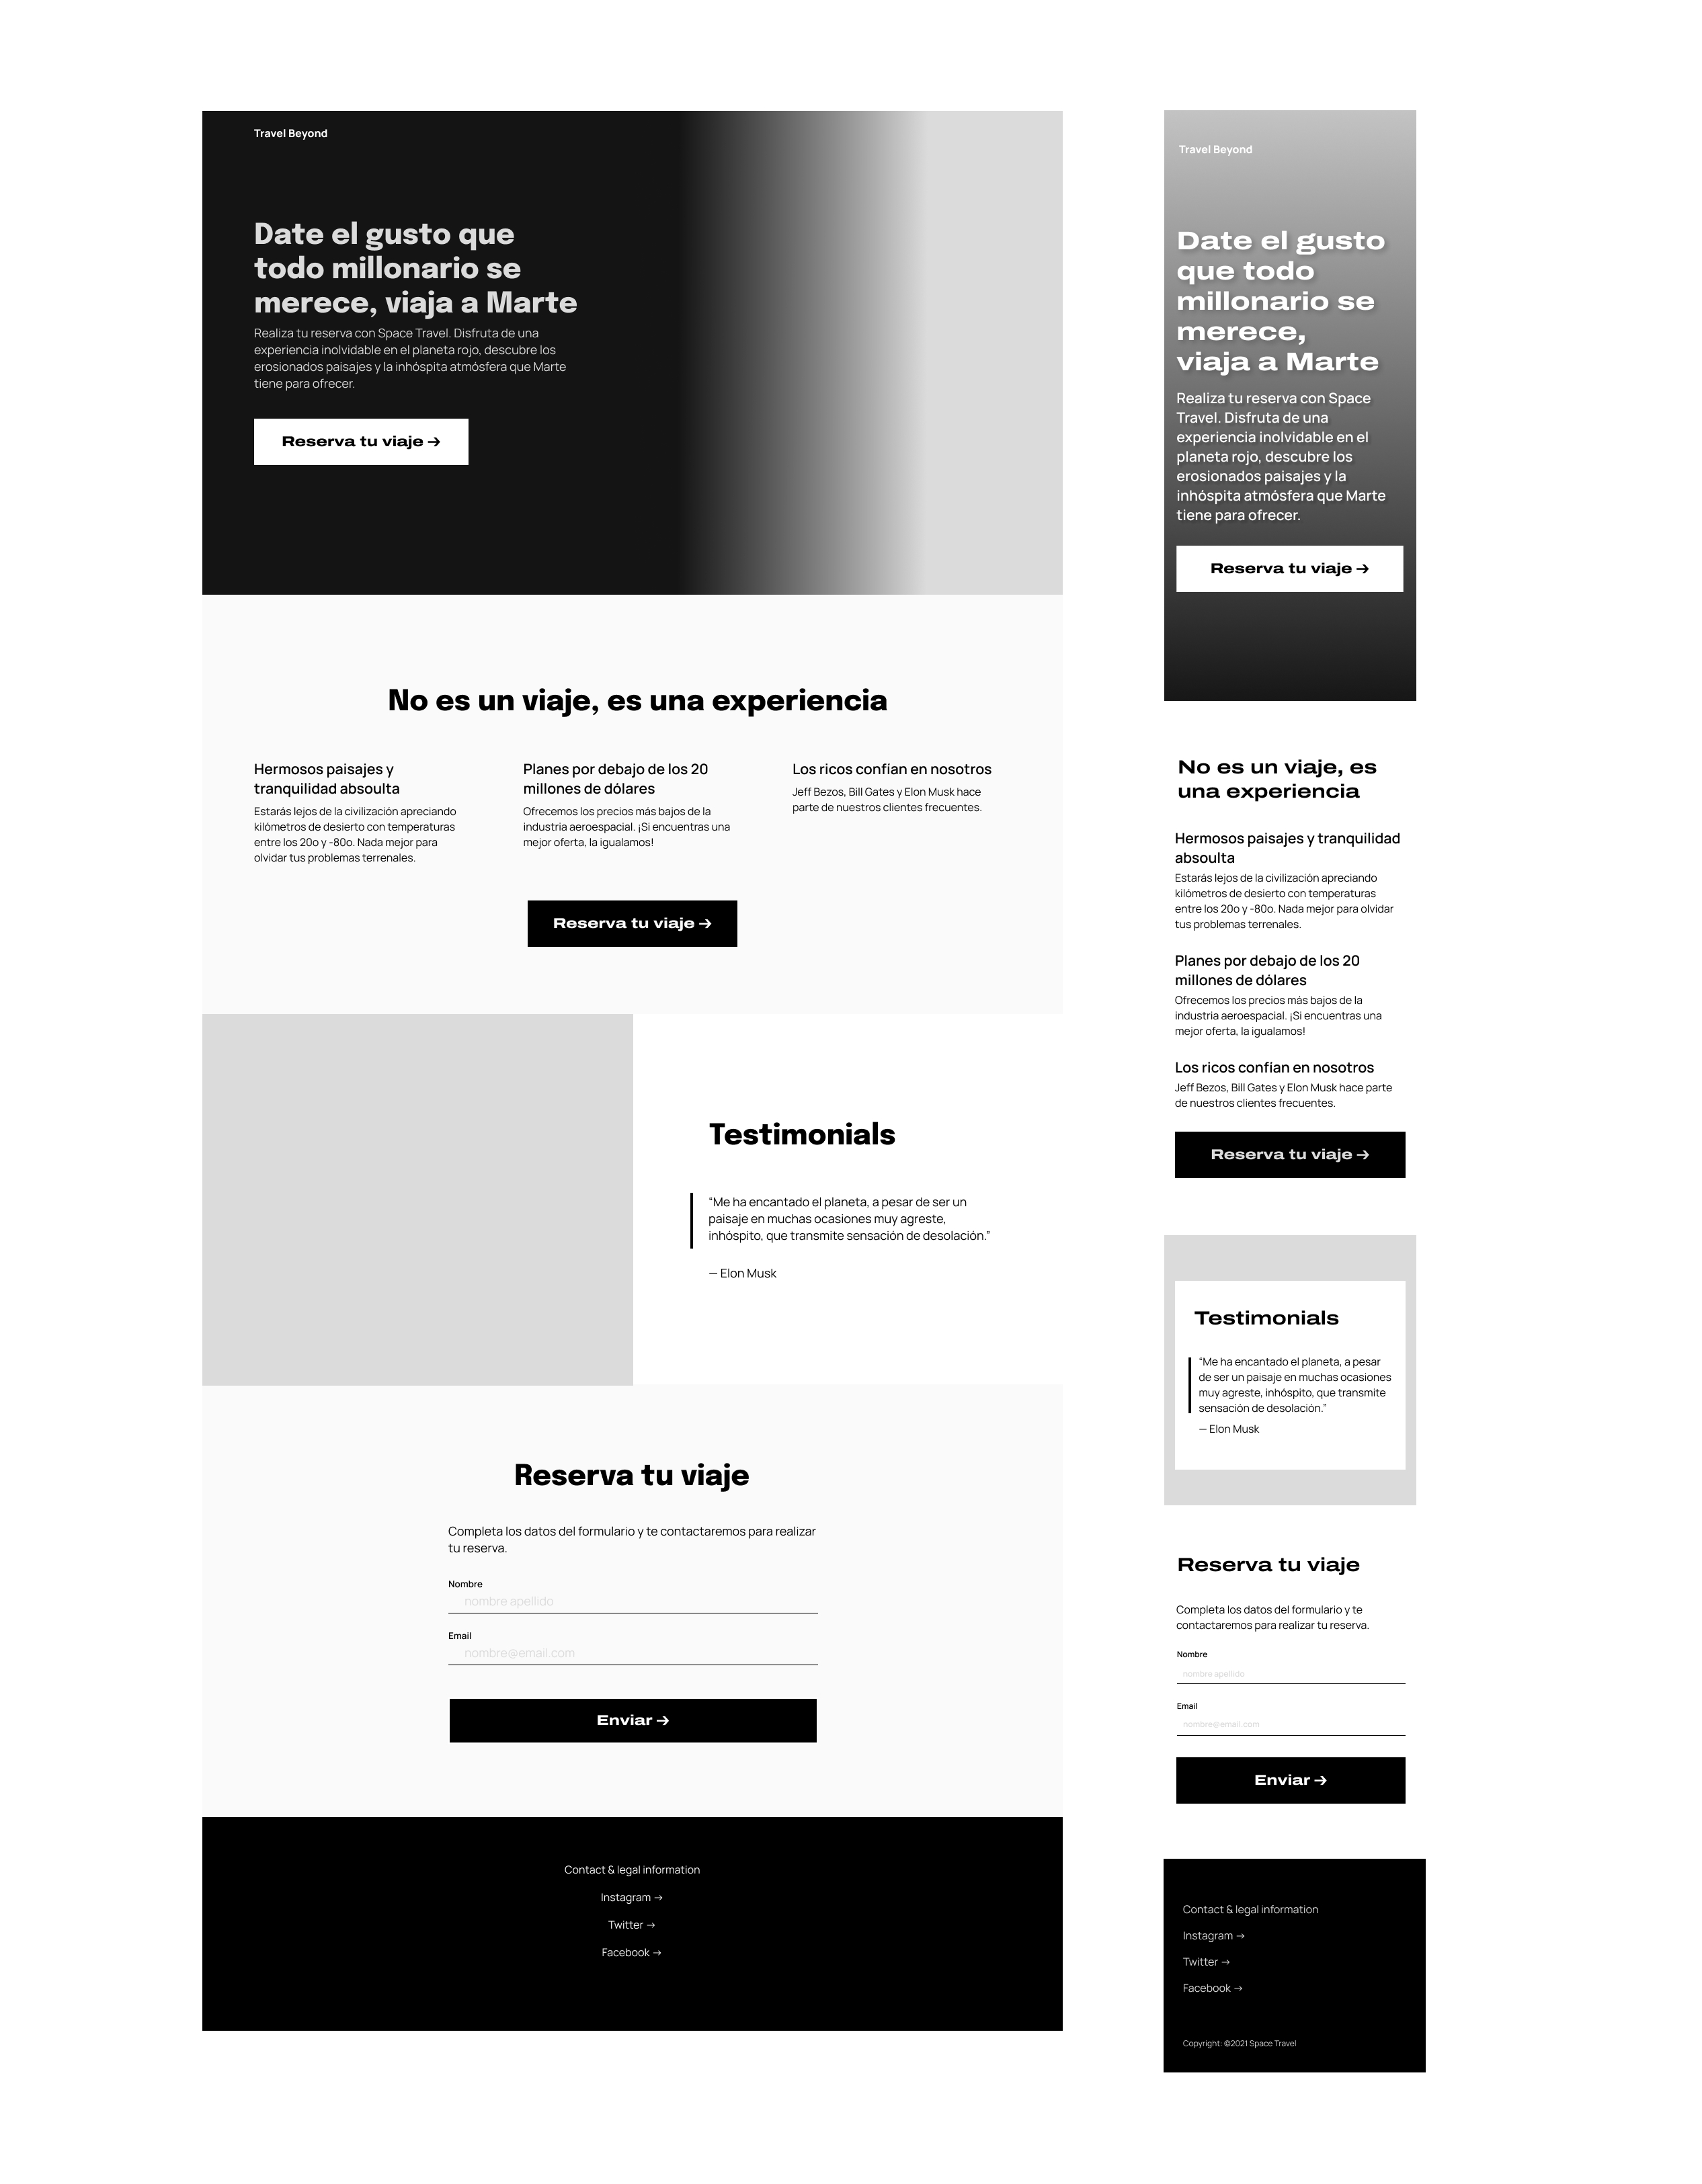 Travel Beyond
Date el gusto que
todo millonario se
merece, viaja a Marte
Realiza tu reserva con Space Travel. Disfruta de una
experiencia inolvidable en el planeta rojo, descubre los
erosionados paisajes y la inhóspita atmósfera que Marte
tiene para ofrecer.
Reserva tu viaje →
No es un viaje, es una experiencia
Hermosos paisajes y
tranquilidad absoulta
Estarás lejos de la civilización apreciando
kilómetros de desierto con temperaturas
entre los 20o y -80o. Nada mejor para
olvidar tus problemas terrenales.
Planes por debajo de los 20
millones de dólares
Ofrecemos los precios más bajos de la
industria aeroespacial. ¡Si encuentras una
mejor oferta, la igualamos!
Los ricos confían en nosotros
Jeff Bezos, Bill Gates y Elon Musk hace
parte de nuestros clientes frecuentes.
Reserva tu viaje →
Testimonials
“Me ha encantado el planeta, a pesar de ser un
paisaje en muchas ocasiones muy agreste,
inhóspito, que transmite sensación de desolación.”
— Elon Musk
Reserva tu viaje
Completa los datos del formulario y te contactaremos para realizar
tu reserva.
Nombre
nombre apellido
Email
nombre@email.com
Enviar →
Contact & legal information
Instagram →
Twitter →
Facebook →
Travel Beyond
Date el gusto
que todo
millonario se
merece,
viaja a Marte
Realiza tu reserva con Space
Travel. Disfruta de una
experiencia inolvidable en el
planeta rojo, descubre los
erosionados paisajes y la
inhóspita atmósfera que Marte
tiene para ofrecer.
Reserva tu viaje →
No es un viaje, es
una experiencia
Hermosos paisajes y tranquilidad
absoulta
Estarás lejos de la civilización apreciando
kilómetros de desierto con temperaturas
entre los 20o y -80o. Nada mejor para olvidar
tus problemas terrenales.
Planes por debajo de los 20
millones de dólares
Ofrecemos los precios más bajos de la
industria aeroespacial. ¡Si encuentras una
mejor oferta, la igualamos!
Los ricos confían en nosotros
Jeff Bezos, Bill Gates y Elon Musk hace parte
de nuestros clientes frecuentes.
Reserva tu viaje →
Testimonials
“Me ha encantado el planeta, a pesar
de ser un paisaje en muchas ocasiones
muy agreste, inhóspito, que transmite
sensación de desolación.”
— Elon Musk
Reserva tu viaje
Completa los datos del formulario y te
contactaremos para realizar tu reserva.
Nombre
nombre apellido
Email
nombre@email.com
Enviar →
Contact & legal information
Instagram →
Twitter →
Facebook →
Copyright: ©2021 Space Travel